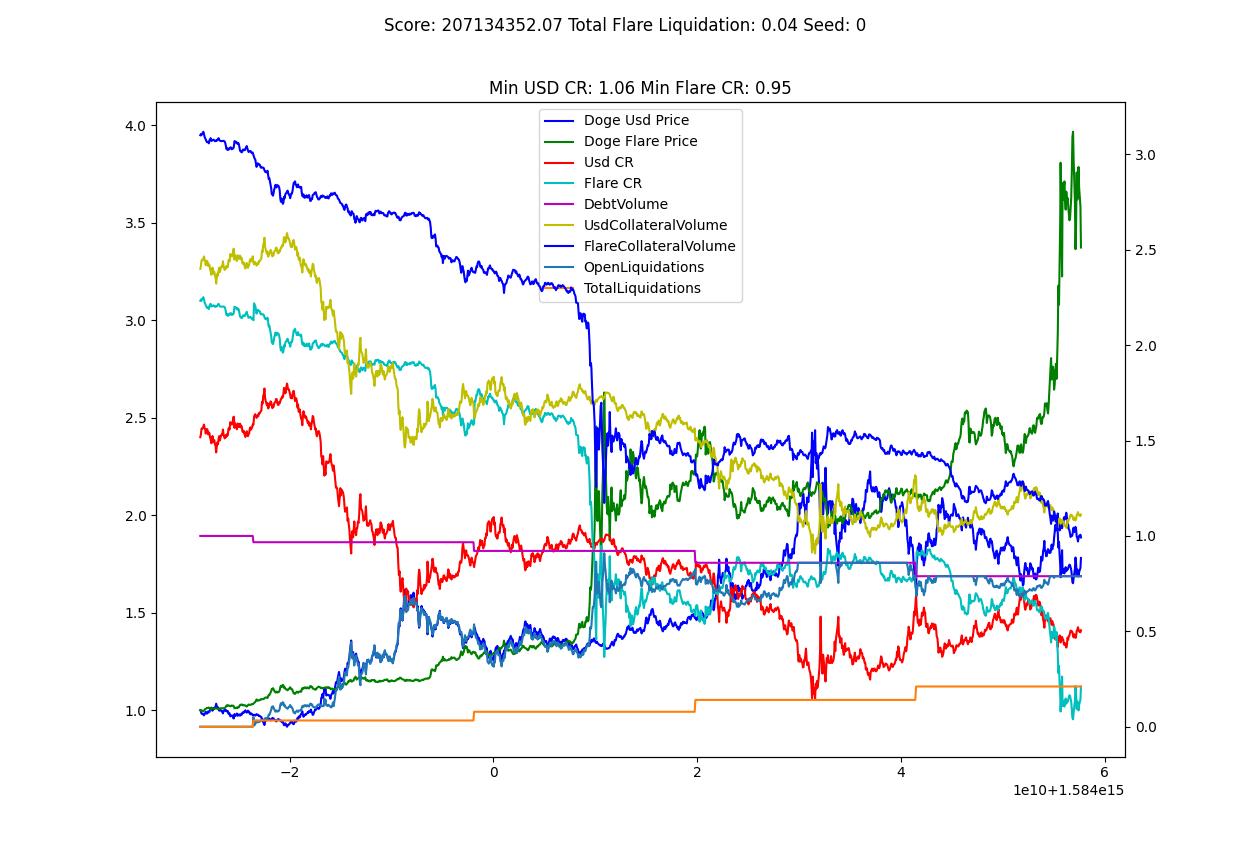 Score: 207134352.07 Total Flare Liquidation: 0.04 Seed: 0
Min USD CR: 1.06 Min Flare CR: 0.95
Doge Usd Price
Doge Flare Price
Usd CR
Flare CR
DebtVolume
UsdCollateralVolume
FlareCollateralVolume
OpenLiquidations
TotalLiquidations
4.0
3.5
3.0
2.5
2.0
1.5
1.0
3.0
2.5
2.0
1.5
1.0
0.5
0.0
−2 0 2 4 6
1e10+1.584e15